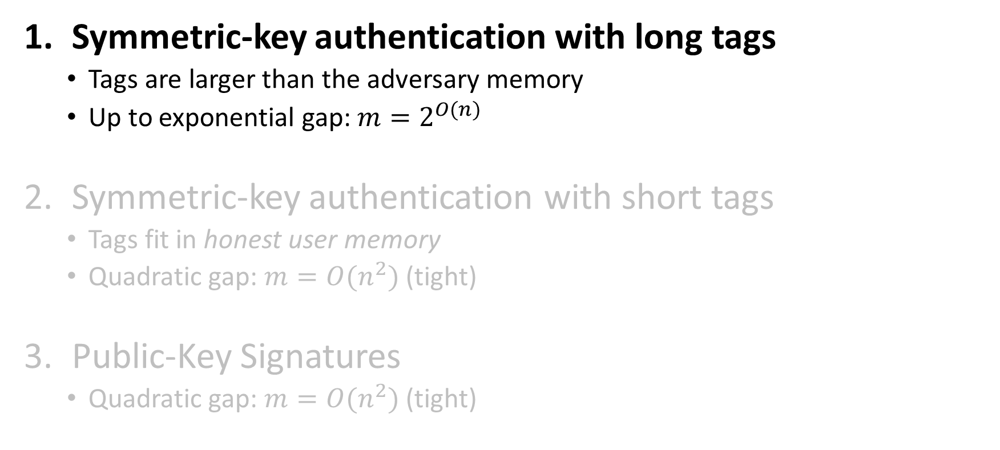 1. Symmetric-key authentication with long tags
• Tags are larger than the adversary memory
• Up to exponential gap: m = 2^{O(n)}
2. Symmetric-key authentication with short tags
• Tags fit in honest user memory
• Quadratic gap: m = O(n²) (tight)
3. Public-Key Signatures
• Quadratic gap: m = O(n²) (tight)